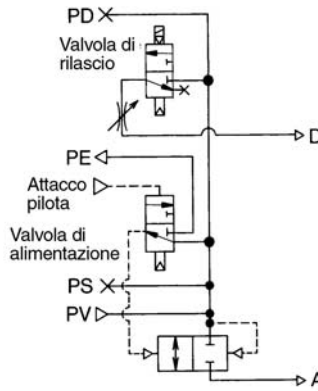 PD
Valvola di
rilascio
D
PE
Attacco
pilota
Valvola di
alimentazione
PS
PV
A